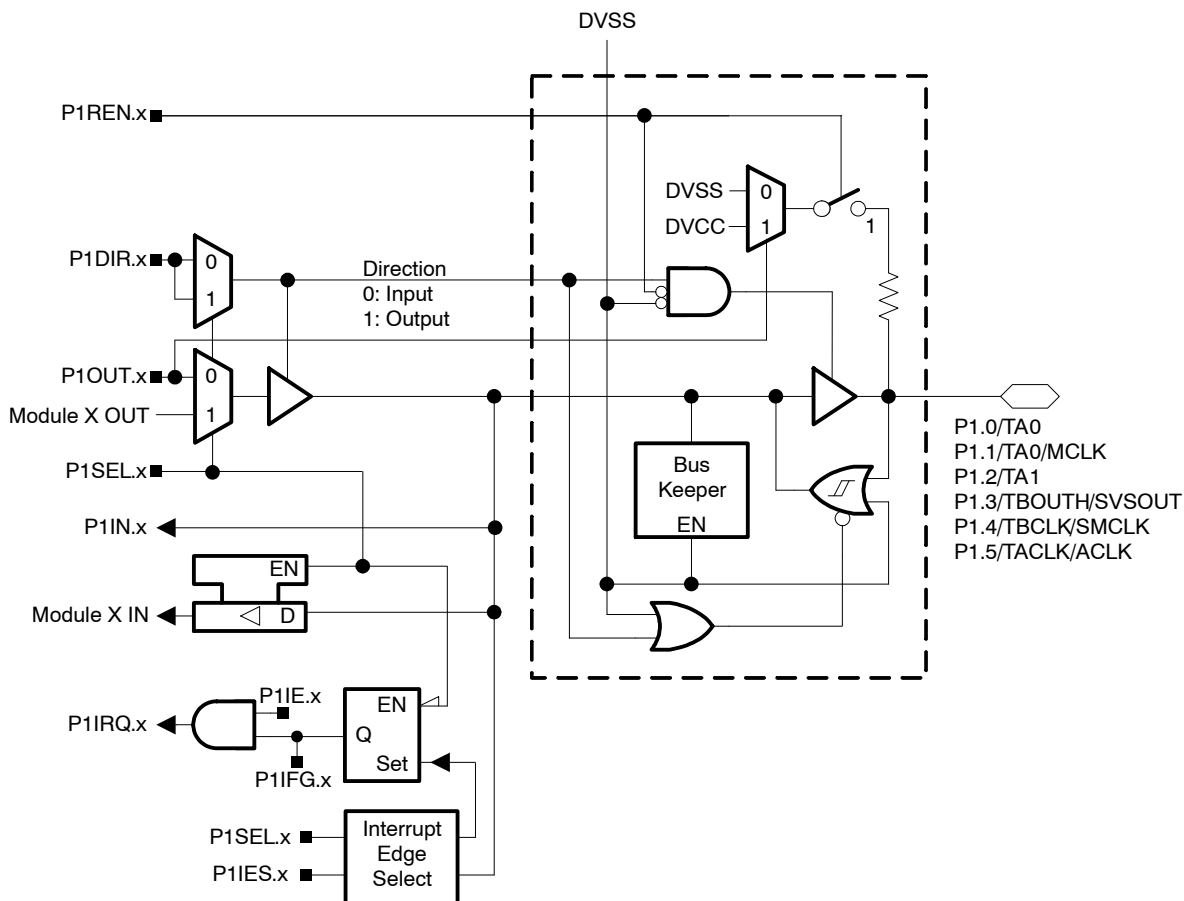 DVSS
P1REN.x
DVSS
0
DVCC
1
1
P1DIR.x
0
1
Direction
0: Input
1: Output
P1OUT.x
0
Module X OUT
1
P1SEL.x
Bus
Keeper
EN
P1.0/TA0
P1.1/TA0/MCLK
P1.2/TA1
P1.3/TBOUTH/SVSOUT
P1.4/TBCLK/SMCLK
P1.5/TACLK/ACLK
P1IN.x
EN
Module X IN
D
P1IE.x
EN
P1IRQ.x
Q
Set
P1IFG.x
P1SEL.x
P1IES.x
Interrupt
Edge
Select